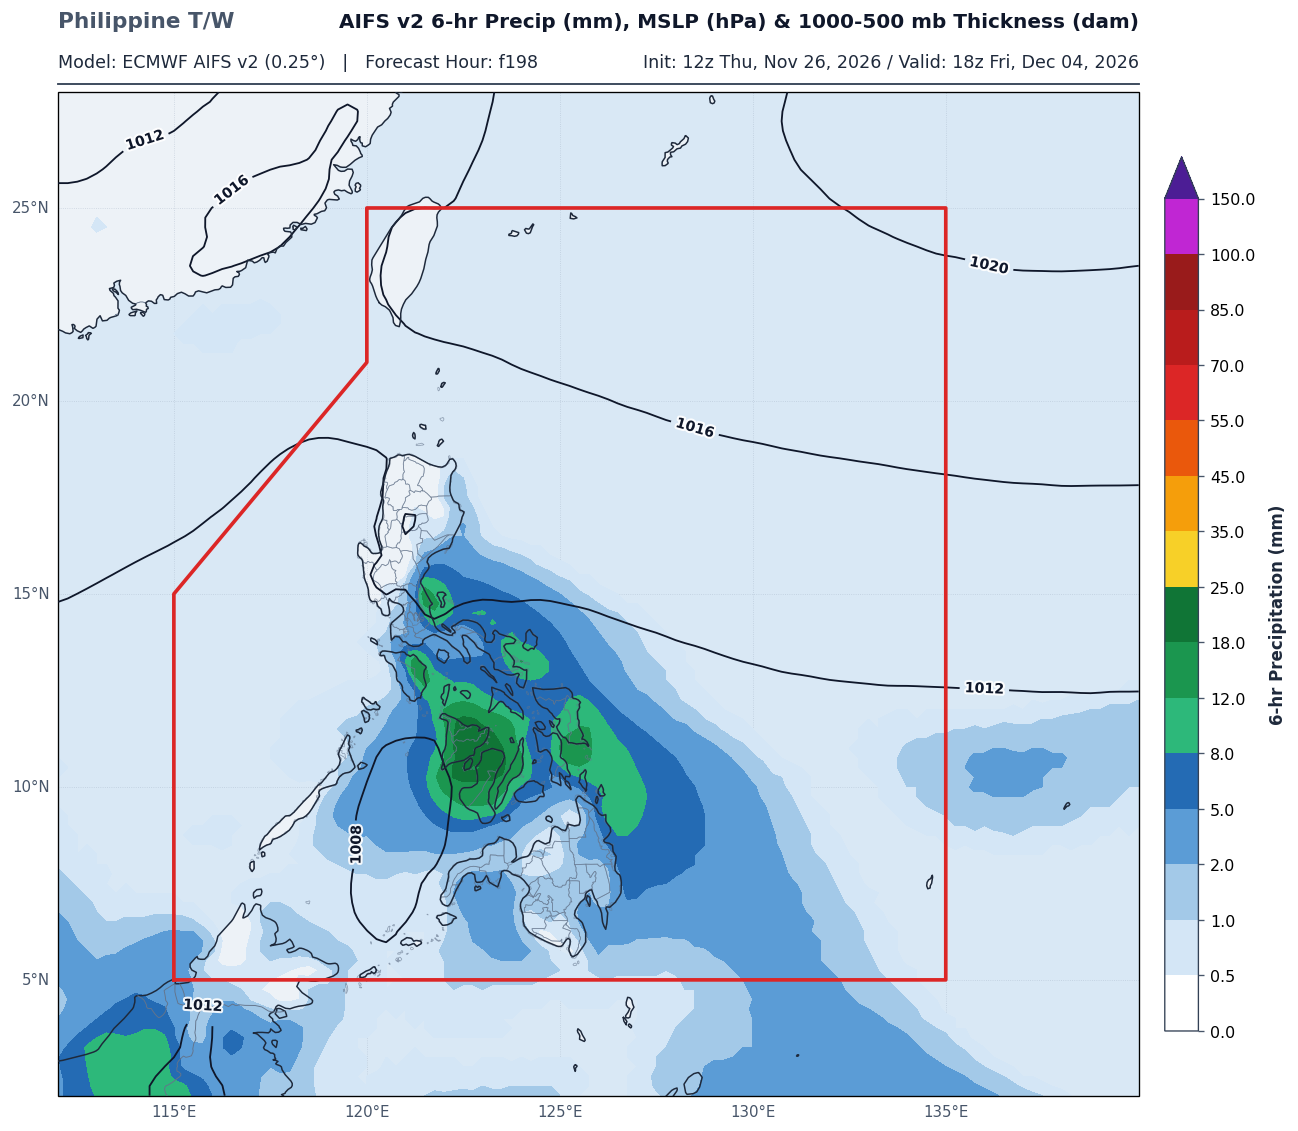 Philippine T/W
AIFS v2 6-hr Precip (mm), MSLP (hPa) & 1000-500 mb Thickness (dam)
Model: ECMWF AIFS v2 (0.25°)   |   Forecast Hour: f198
Init: 12z Thu, Nov 26, 2026 / Valid: 18z Fri, Dec 04, 2026
1012
1016
1020
1016
1012
1008
1012
25°N
20°N
15°N
10°N
5°N
115°E
120°E
125°E
130°E
135°E
150.0
100.0
85.0
70.0
55.0
45.0
35.0
25.0
18.0
12.0
8.0
5.0
2.0
1.0
0.5
0.0
6-hr Precipitation (mm)